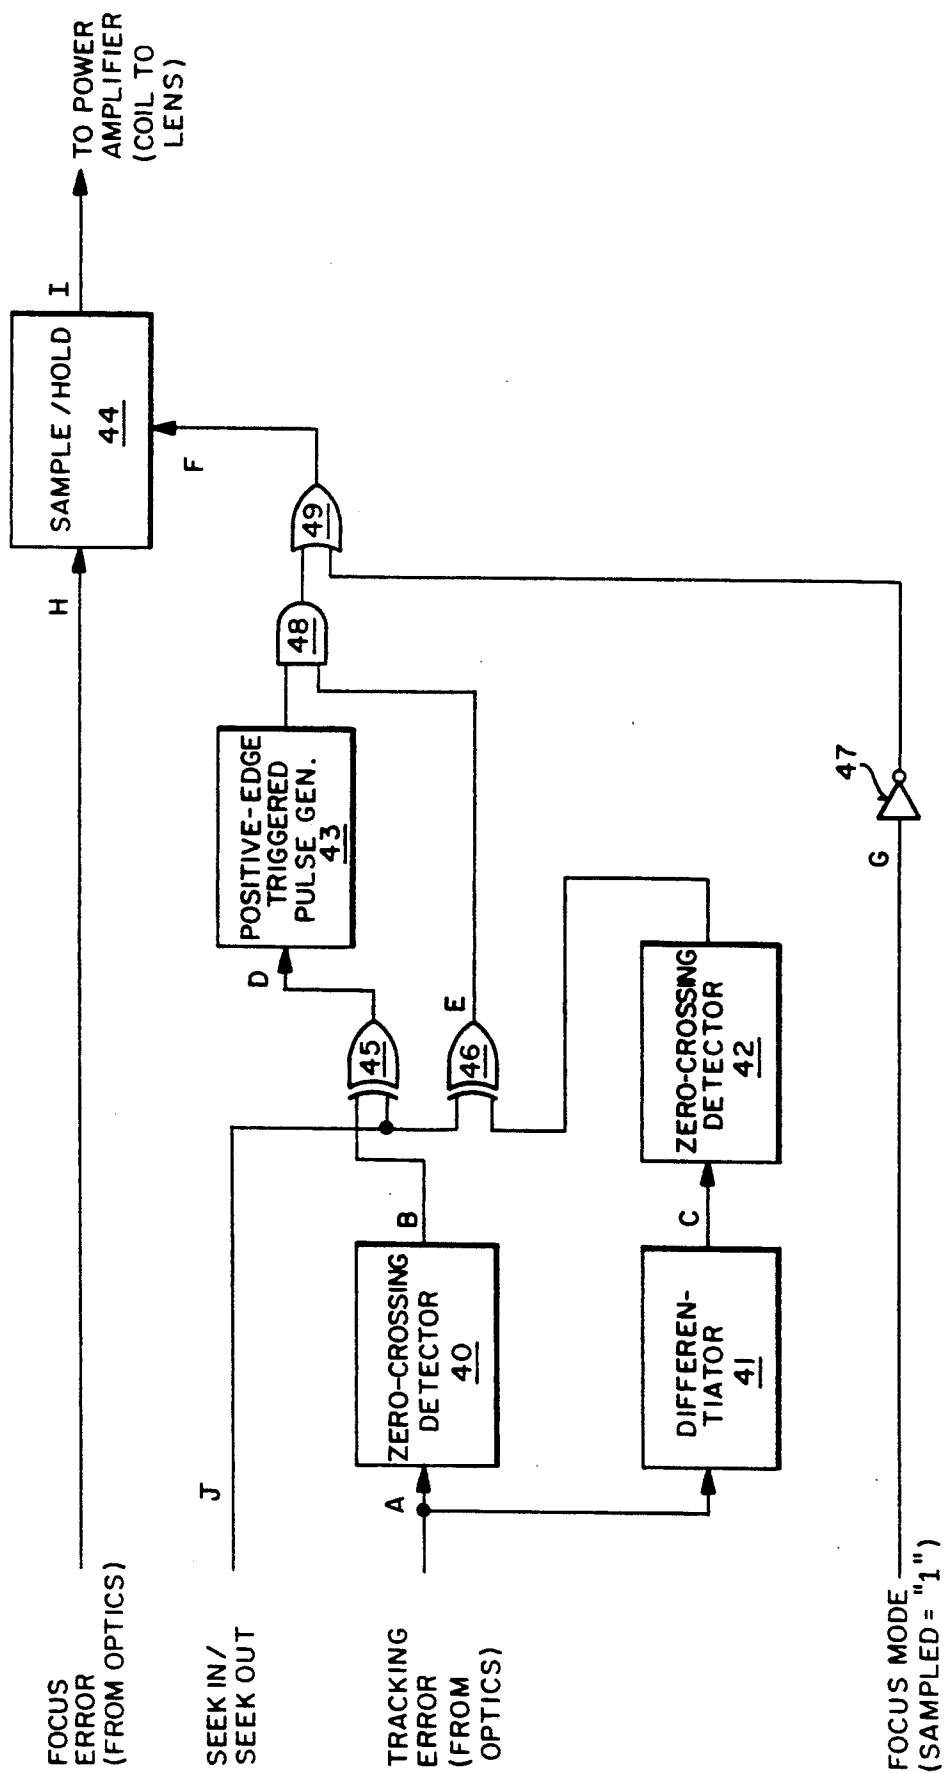 FOCUS
ERROR
(FROM OPTICS)
H
SAMPLE/HOLD
44
I
TO POWER
AMPLIFIER
(COIL TO
LENS)
F
SEEK IN/
SEEK OUT
J
TRACKING
ERROR
(FROM
OPTICS)
A
ZERO-CROSSING
DETECTOR
40
B
45
D
POSITIVE-EDGE
TRIGGERED
PULSE GEN.
43
48
49
46
E
DIFFEREN-
TIATOR
41
C
ZERO-CROSSING
DETECTOR
42
FOCUS MODE
(SAMPLED = "1")
G
47